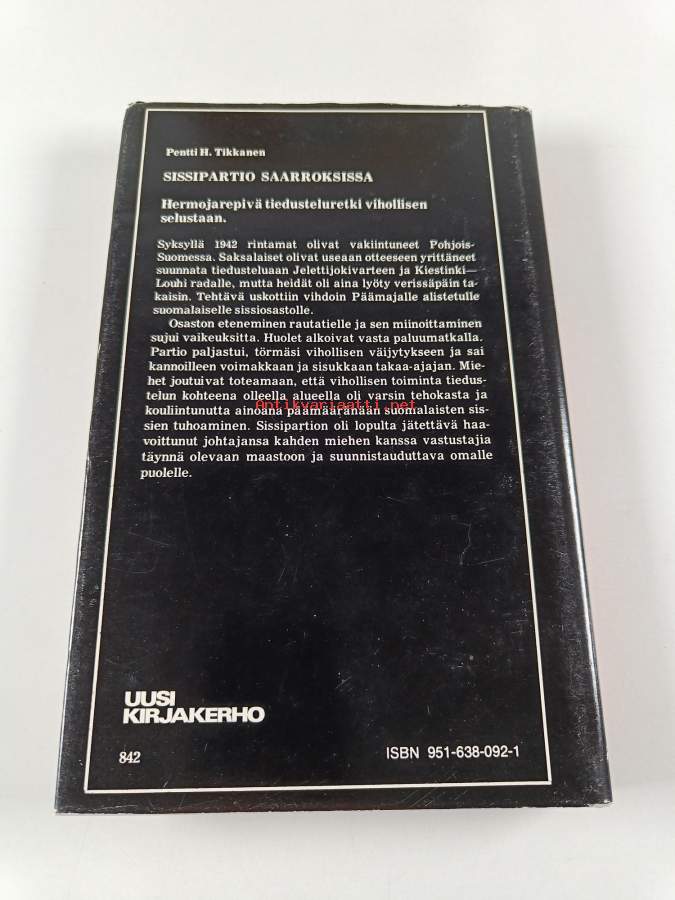 Pentti H. Tikkanen
SISSIPARTIO SAARROKSISSA
Hermojarepivä tiedusteluretki vihollisen
selustaan.
Syksyllä 1942 rintamat olivat vakiintuneet Pohjois-
Suomessa. Saksalaiset olivat useaan otteeseen yrittäneet
suunnata tiedusteluaan Jelettijokivarteen ja Kiestinki—
Louhi radalle, mutta heidät oli aina lyöty verissäpäin ta-
kaisin. Tehtävä uskottiin vihdoin Päämajalle alistetulle
suomalaiselle sissiosastolle.
Osaston eteneminen rautatielle ja sen miinoittaminen
sujui vaikeuksitta. Huolet alkoivat vasta paluumatkalla.
Partio paljastui, törmäsi vihollisen väijytykseen ja sai
kannoilleen voimakkaan ja sisukkaan takaa-ajajan. Mie-
het joutuivat toteamaan, että vihollisen toiminta tiedus-
telun kohteena olleella alueella oli varsin tehokasta ja
kouliintunutta ainoana päämääränään suomalaisten sis-
sien tuhoaminen. Sissipartion oli lopulta jätettävä haa-
voittunut johtajansa kahden miehen kanssa vastustajia
täynnä olevaan maastoon ja suunnistauduttava omalle
puolelle.
Antikvariaatti.net
UUSI
KIRJAKERHO
842
ISBN 951-638-092-1